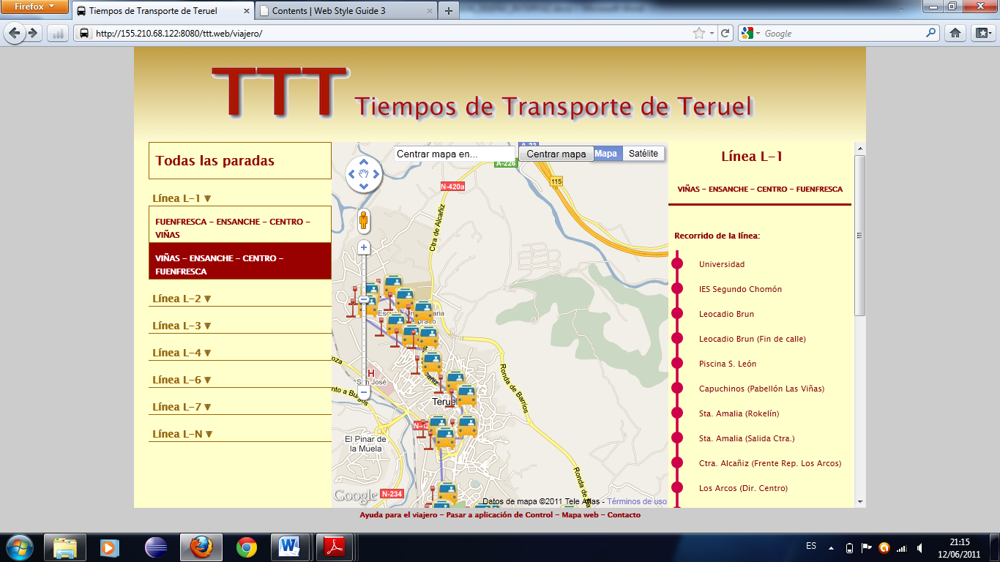 Firefox
Tiempos de Transporte de Teruel
Contents | Web Style Guide 3
http://155.210.68.122:8080/ttt.web/viajero/
Google
TTT Tiempos de Transporte de Teruel
Todas las paradas
Línea L-1
FUENFRESCA - ENSANCHE - CENTRO -
VIÑAS
VIÑAS - ENSANCHE - CENTRO -
FUENFRESCA
Línea L-2
Línea L-3
Línea L-4
Línea L-6
Línea L-7
Línea L-N
Centrar mapa en...
Centrar mapa
Mapa
Satélite
A-23
A-226
N-420a
115
Ctra de Alcañiz
H
San José
Teruel
Ronda de Barrios
El Pinar de
la Muela
N-234
Google
Datos de mapa ©2011 Tele Atlas - Términos de uso
Línea L-1
VIÑAS - ENSANCHE - CENTRO - FUENFRESCA
Recorrido de la línea:
Universidad
IES Segundo Chomón
Leocadio Brun
Leocadio Brun (Fin de calle)
Piscina S. León
Capuchinos (Pabellón Las Viñas)
Sta. Amalia (Rokelín)
Sta. Amalia (Salida Ctra.)
Ctra. Alcañiz (Frente Rep. Los Arcos)
Los Arcos (Dir. Centro)
Ayuda para el viajero - Pasar a aplicación de Control - Mapa web - Contacto
ES
21:15
12/06/2011